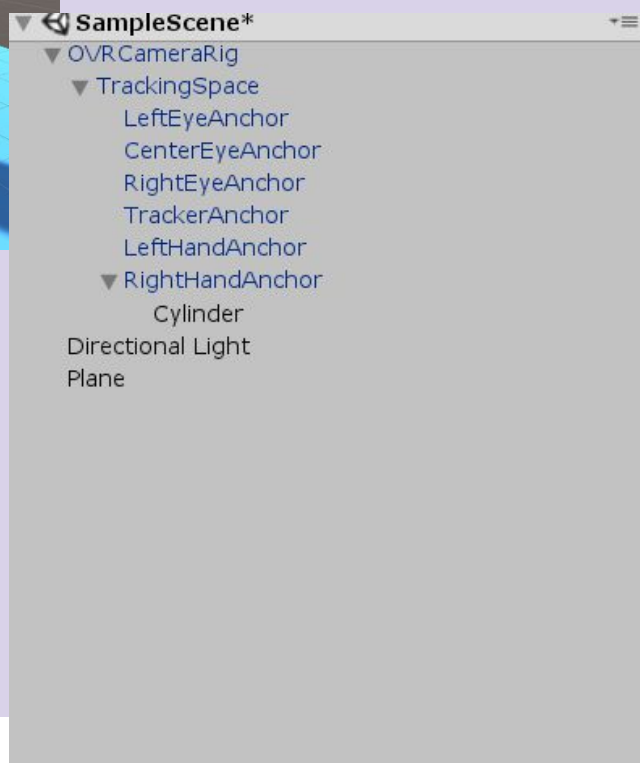 SampleScene*
OVRCameraRig
TrackingSpace
LeftEyeAnchor
CenterEyeAnchor
RightEyeAnchor
TrackerAnchor
LeftHandAnchor
RightHandAnchor
Cylinder
Directional Light
Plane